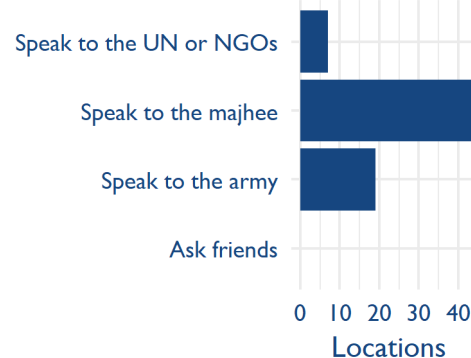 Speak to the UN or NGOs
Speak to the majhee
Speak to the army
Ask friends
0 10 20 30 40
Locations